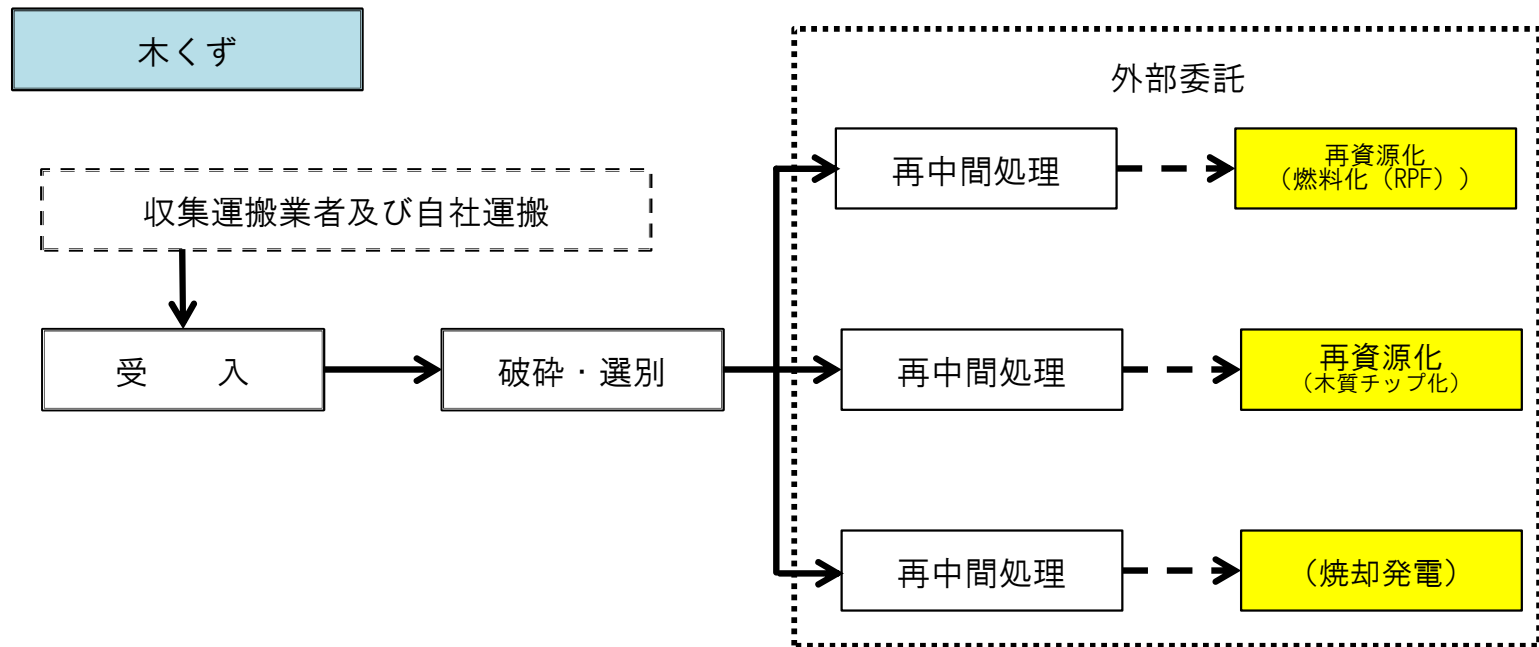 木くず
外部委託
収集運搬業者及び自社運搬
受　　入
破砕・選別
再中間処理
再資源化
（燃料化（RPF））
再中間処理
再資源化
（木質チップ化）
再中間処理
（焼却発電）